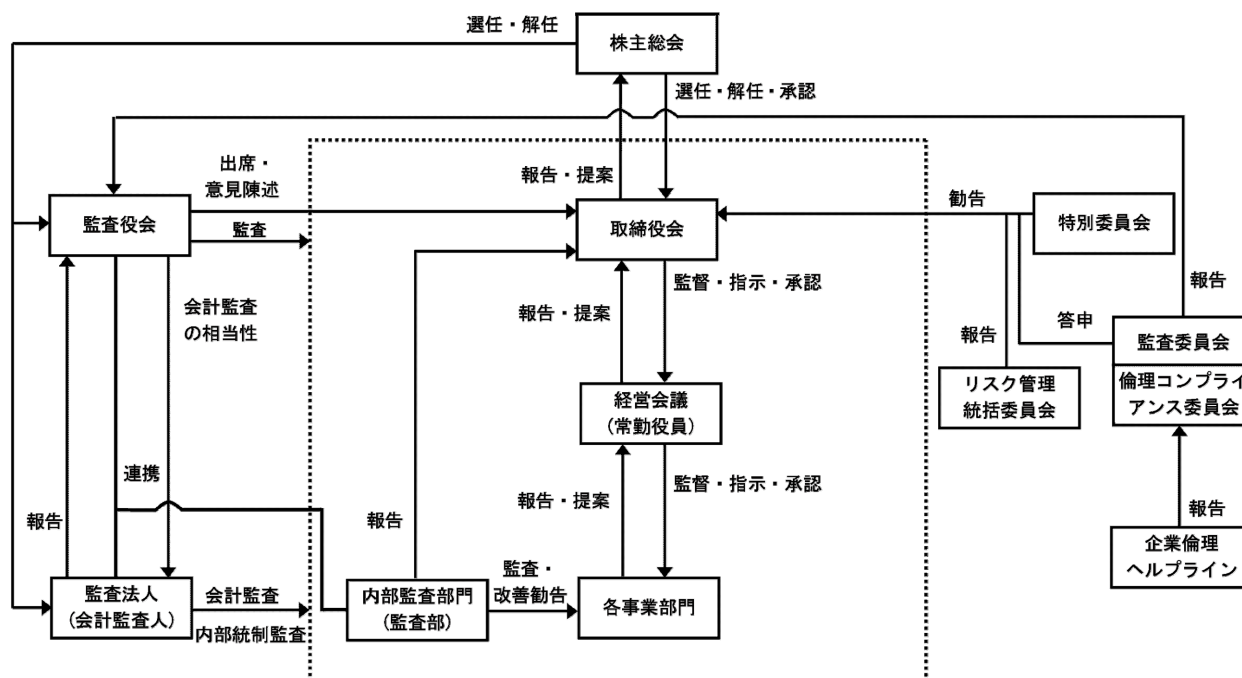 選任・解任
株主総会
選任・解任・承認
出席・
意見陳述
報告・提案
監査役会
監査
取締役会
勧告
特別委員会
監督・指示・承認
会計監査
の相当性
報告・提案
報告
答申
報告
監査委員会
リスク管理
統括委員会
倫理コンプライ
アンス委員会
経営会議
(常勤役員)
連携
報告・提案
監督・指示・承認
報告
報告
報告
企業倫理
ヘルプライン
監査法人
(会計監査人)
会計監査
内部統制監査
内部監査部門
(監査部)
監査・
改善勧告
各事業部門